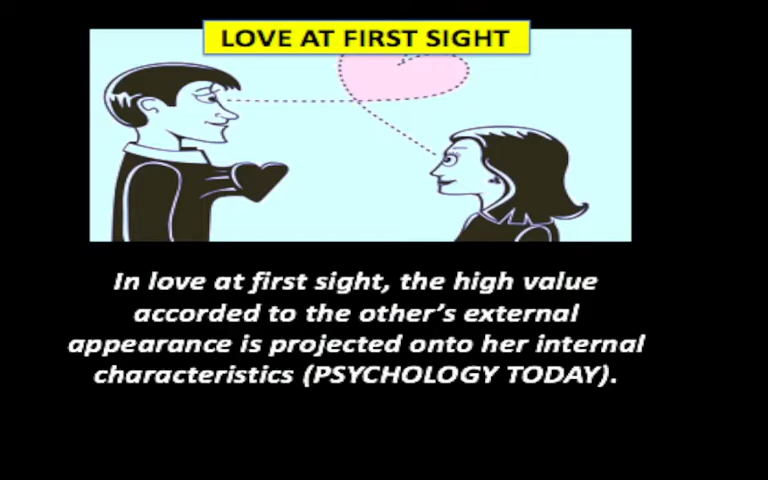 LOVE AT FIRST SIGHT
In love at first sight, the high value
accorded to the other's external
appearance is projected onto her internal
characteristics (PSYCHOLOGY TODAY).